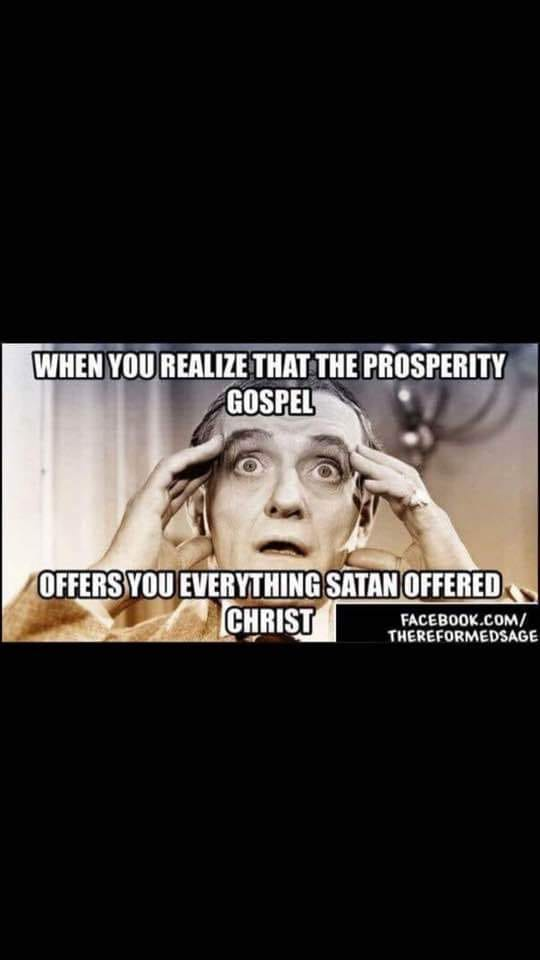 WHEN YOU REALIZE THAT THE PROSPERITY
GOSPEL
OFFERS YOU EVERYTHING SATAN OFFERED
CHRIST
FACEBOOK.COM/
THEREFORMEDSAGE